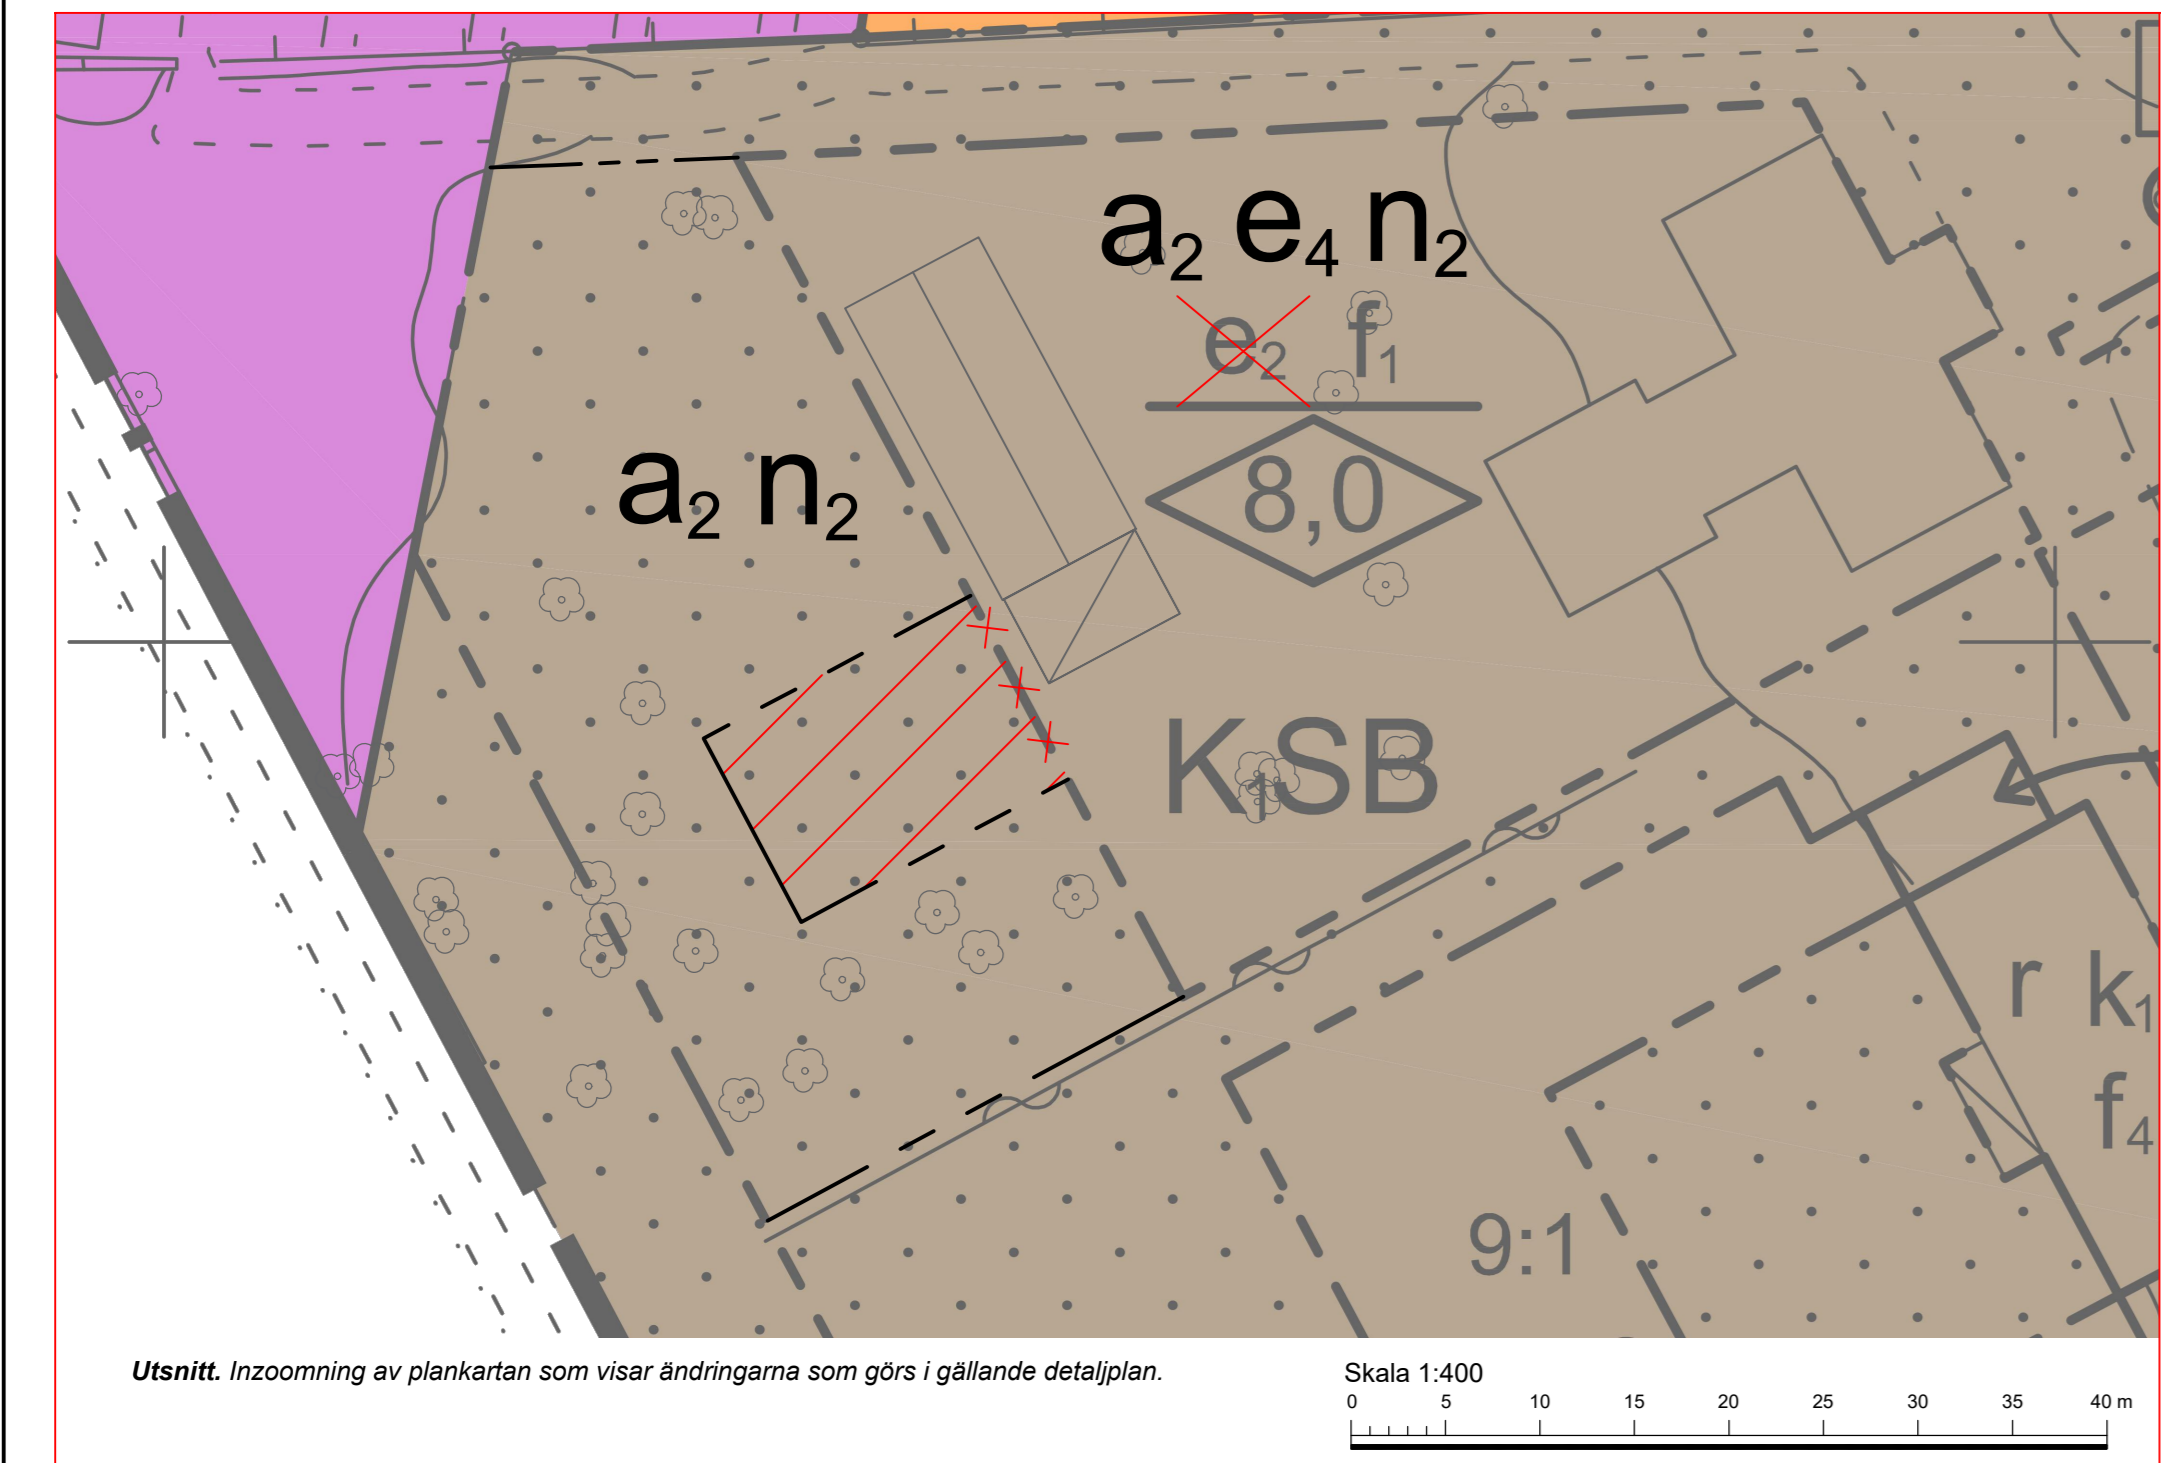 a₂ e₄ n₂
e₂ f₁
8,0
a₂ n₂
K₁SB
r k₁
f₄
9:1
Utsnitt. Inzoomning av plankartan som visar ändringarna som görs i gällande detaljplan.
Skala 1:400
0 5 10 15 20 25 30 35 40 m